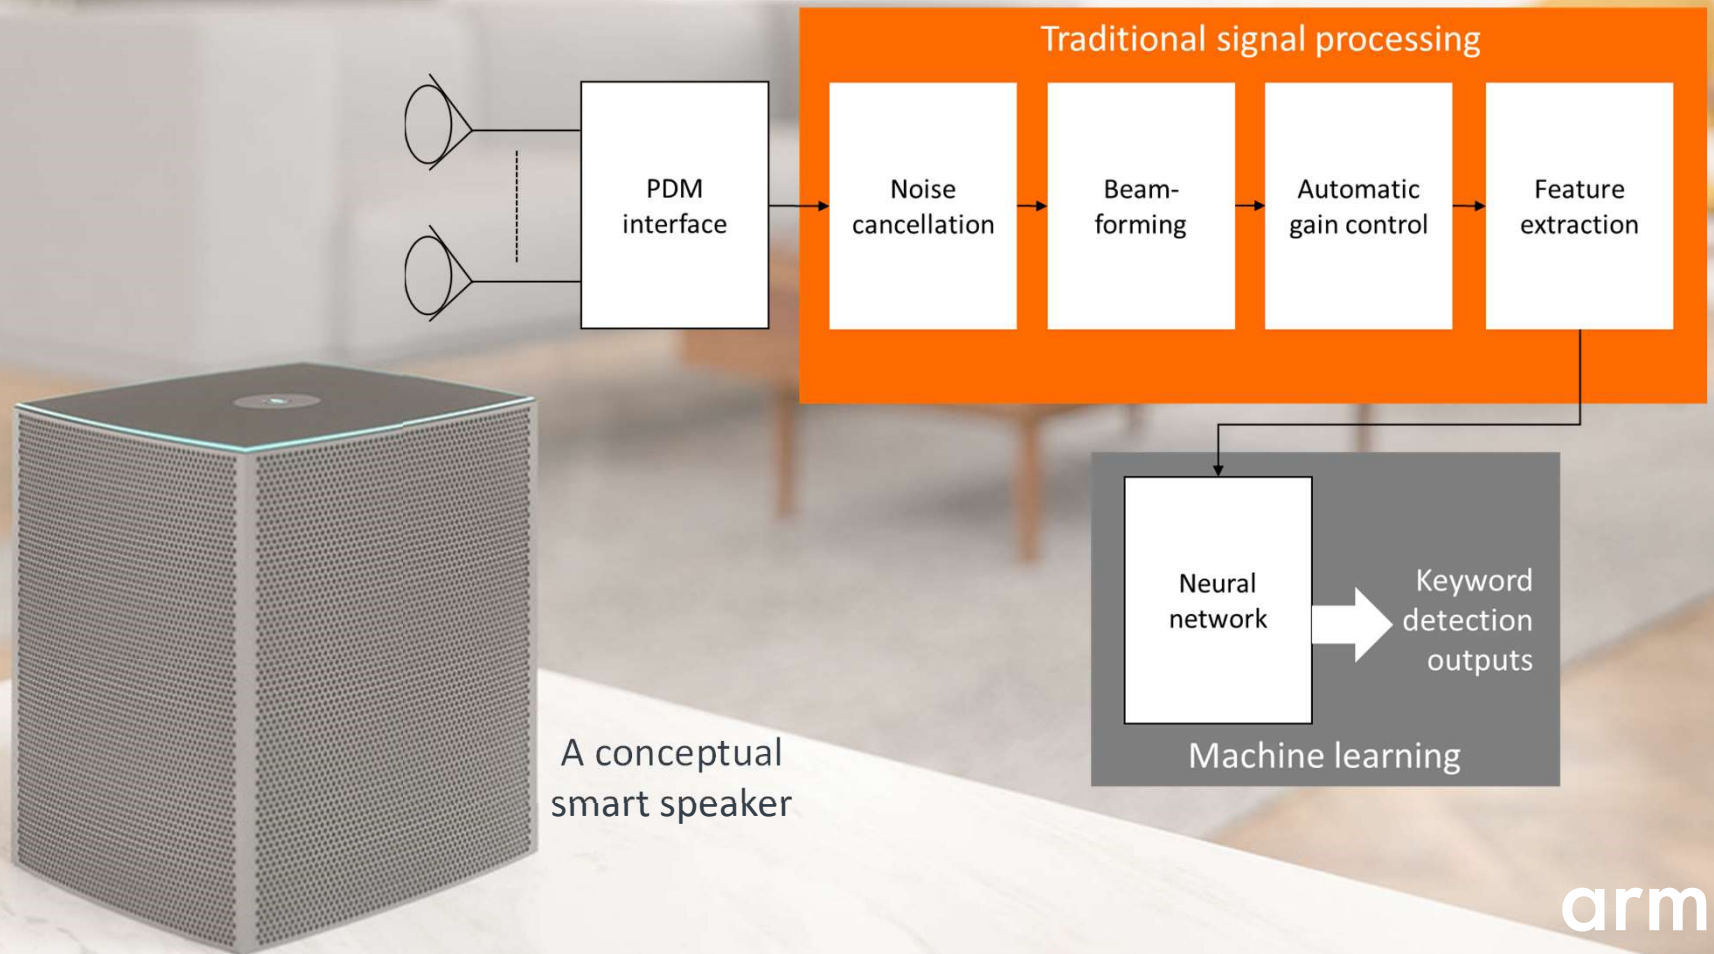 Traditional signal processing
PDM
interface
Noise
cancellation
Beam-
forming
Automatic
gain control
Feature
extraction
Neural
network
Keyword
detection
outputs
Machine learning
A conceptual
smart speaker
arm